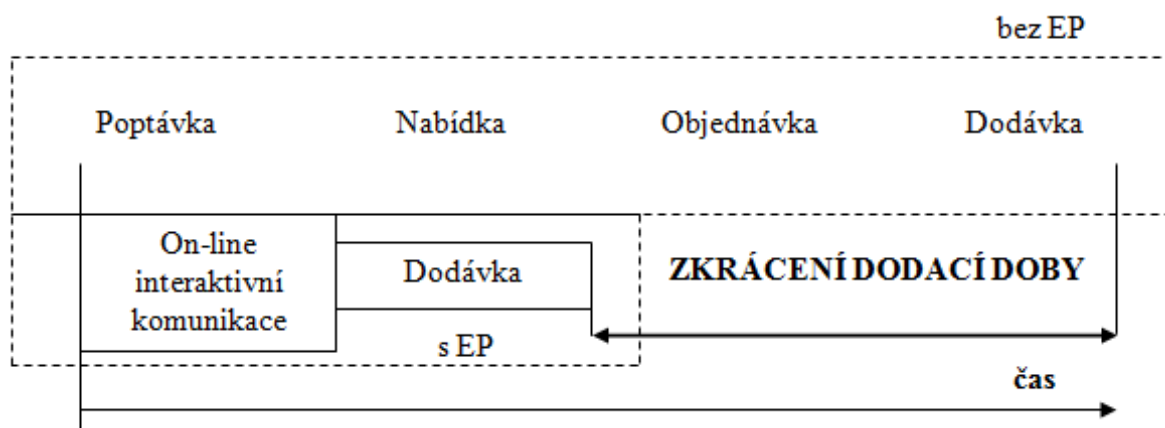 bez EP
Poptávka Nabídka Objednávka Dodávka
On-line
interaktivní
komunikace
Dodávka
ZKRÁCENÍ DODACÍ DOBY
s EP
čas